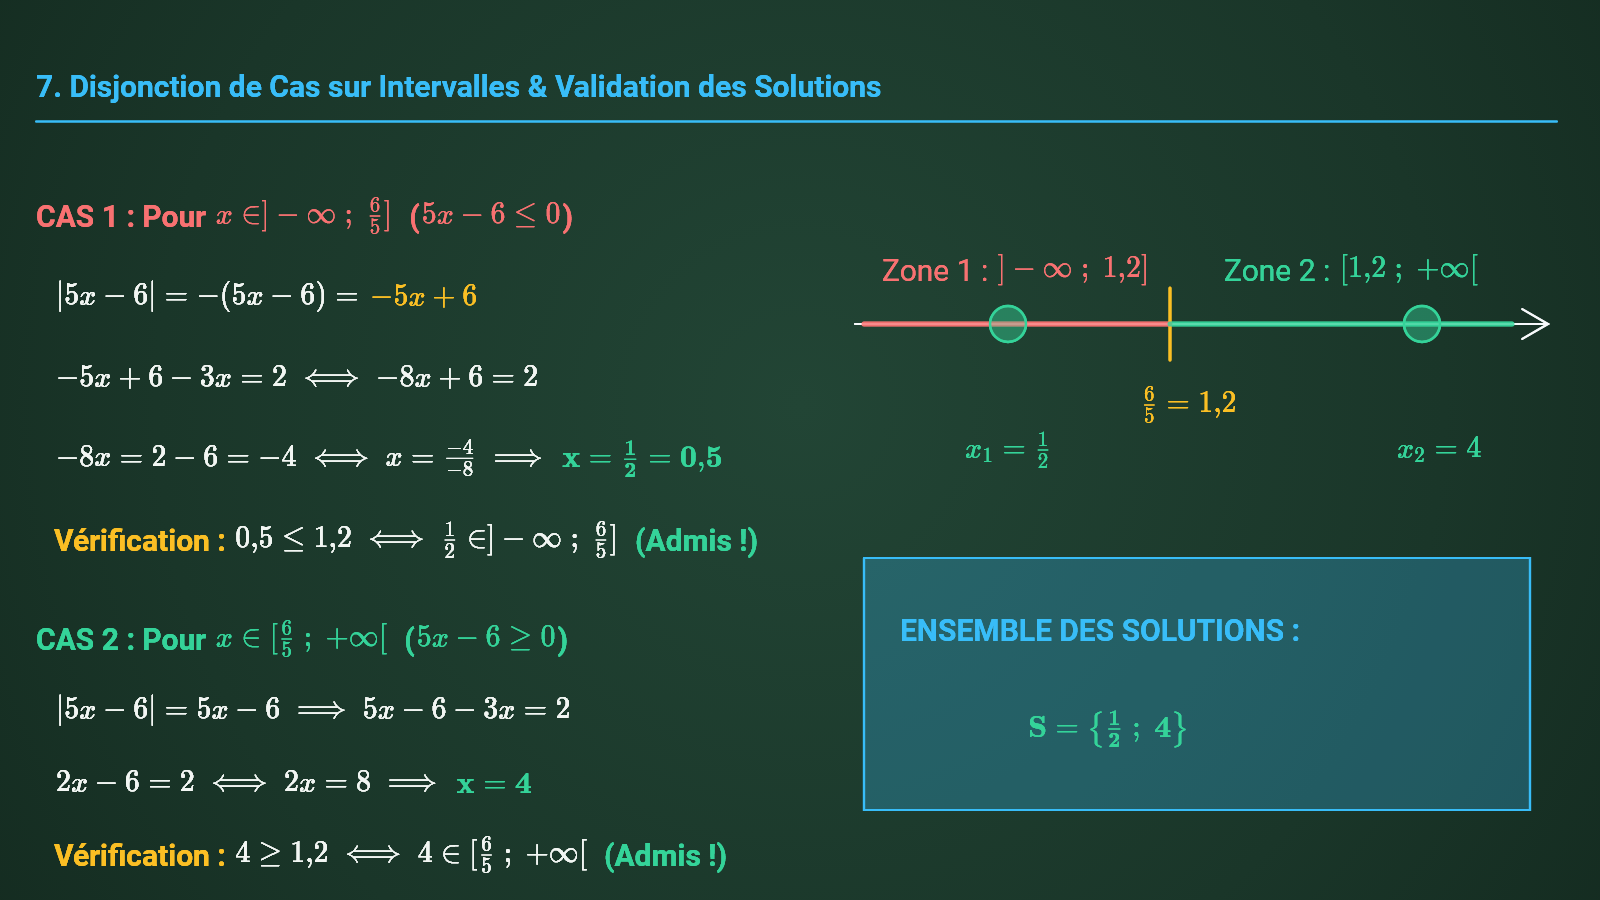 7. Disjonction de Cas sur Intervalles & Validation des Solutions
CAS 1 : Pour x ∈] − ∞ ; 6/5] (5x − 6 ≤ 0)
|5x − 6| = −(5x − 6) = −5x + 6
−5x + 6 − 3x = 2 ⟺ −8x + 6 = 2
−8x = 2 − 6 = −4 ⟺ x = −4/−8 ⟹ x = 1/2 = 0,5
Vérification : 0,5 ≤ 1,2 ⟺ 1/2 ∈] − ∞ ; 6/5] (Admis !)
CAS 2 : Pour x ∈ [6/5 ; +∞[ (5x − 6 ≥ 0)
|5x − 6| = 5x − 6 ⟹ 5x − 6 − 3x = 2
2x − 6 = 2 ⟺ 2x = 8 ⟹ x = 4
Vérification : 4 ≥ 1,2 ⟺ 4 ∈ [6/5 ; +∞[ (Admis !)
Zone 1 : ] − ∞ ; 1,2]
Zone 2 : [1,2 ; +∞[
6/5 = 1,2
x₁ = 1/2
x₂ = 4
ENSEMBLE DES SOLUTIONS :
S = {1/2 ; 4}